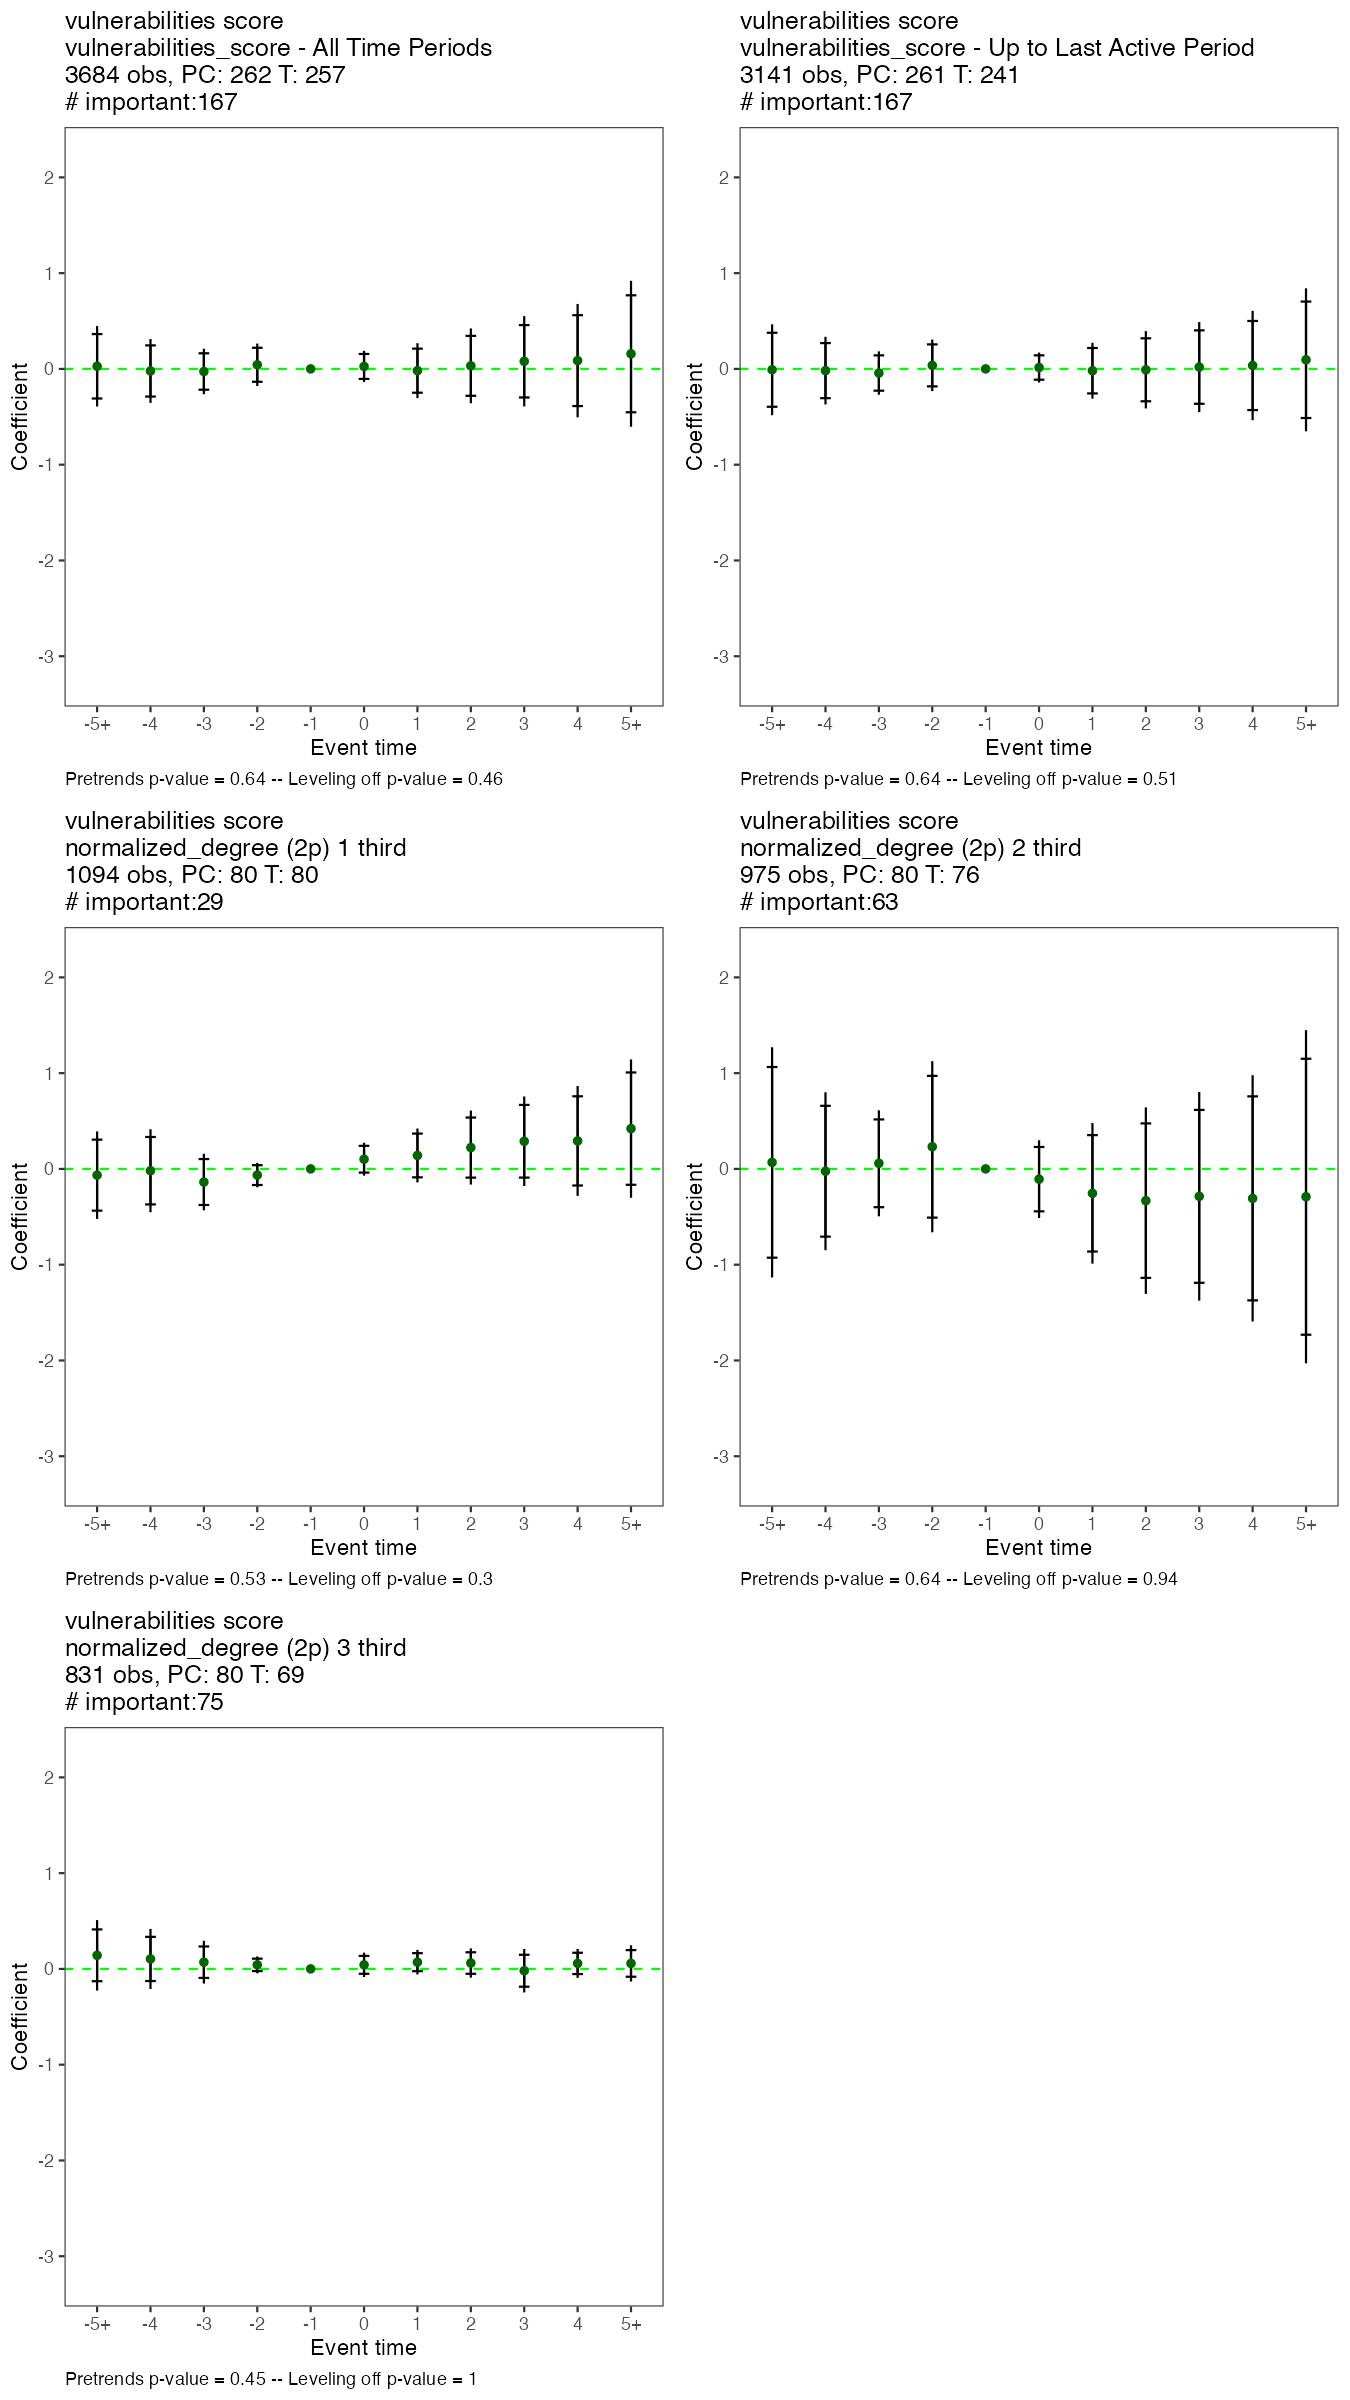 vulnerabilities score
vulnerabilities_score - All Time Periods
3684 obs, PC: 262 T: 257
# important:167
2
1
0
-1
-2
-3
Coefficient
-5+ -4 -3 -2 -1 0 1 2 3 4 5+
Event time
Pretrends p-value = 0.64 -- Leveling off p-value = 0.46
vulnerabilities score
vulnerabilities_score - Up to Last Active Period
3141 obs, PC: 261 T: 241
# important:167
2
1
0
-1
-2
-3
Coefficient
-5+ -4 -3 -2 -1 0 1 2 3 4 5+
Event time
Pretrends p-value = 0.64 -- Leveling off p-value = 0.51
vulnerabilities score
normalized_degree (2p) 1 third
1094 obs, PC: 80 T: 80
# important:29
2
1
0
-1
-2
-3
Coefficient
-5+ -4 -3 -2 -1 0 1 2 3 4 5+
Event time
Pretrends p-value = 0.53 -- Leveling off p-value = 0.3
vulnerabilities score
normalized_degree (2p) 2 third
975 obs, PC: 80 T: 76
# important:63
2
1
0
-1
-2
-3
Coefficient
-5+ -4 -3 -2 -1 0 1 2 3 4 5+
Event time
Pretrends p-value = 0.64 -- Leveling off p-value = 0.94
vulnerabilities score
normalized_degree (2p) 3 third
831 obs, PC: 80 T: 69
# important:75
2
1
0
-1
-2
-3
Coefficient
-5+ -4 -3 -2 -1 0 1 2 3 4 5+
Event time
Pretrends p-value = 0.45 -- Leveling off p-value = 1